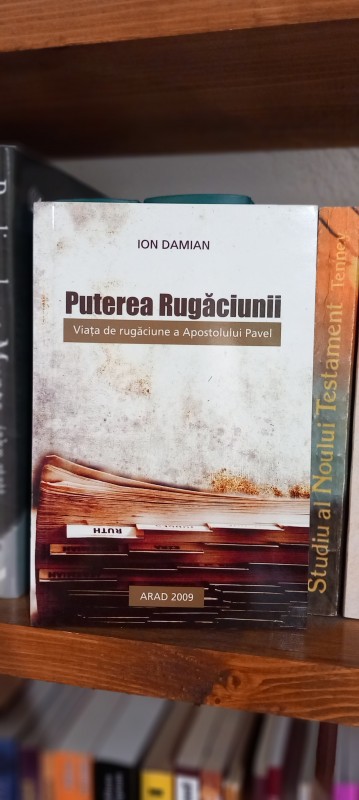 ION DAMIAN
Puterea Rugăciunii
Viața de rugăciune a Apostolului Pavel
RUTH
ARAD 2009
Studiu al Noului Testament Tenney